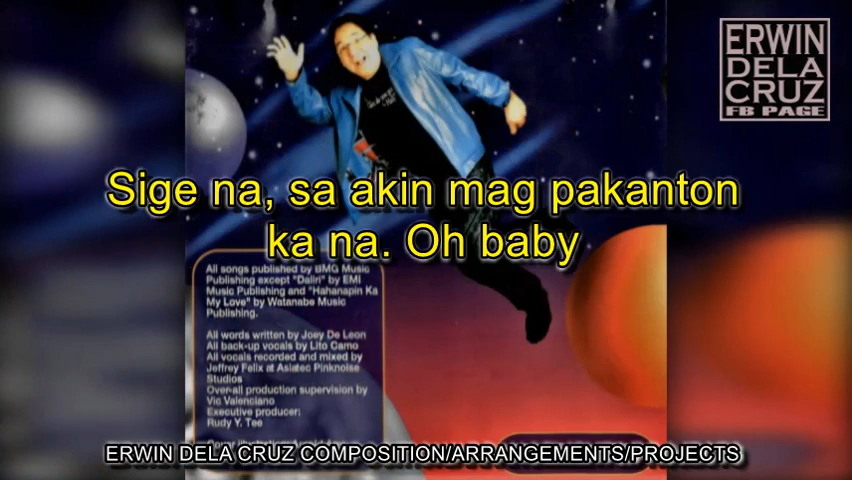 ERWIN
DELA
CRUZ
FB PAGE
Sige na, sa akin mag pakanton
ka na. Oh baby
All songs published by BMG Music
Publishing except "Daliri" by EMI
Music Publishing and "Hahanapin Ka
My Love" by Watanabe Music
Publishing.
All words written by Joey De Leon
All back-up vocals by Lito Camo
All vocals recorded and mixed by
Jeffrey Felix at Asiatec Pinknoise
Studios
Over-all production supervision by
Vic Valenciano
Executive producer:
Rudy Y. Tee
ERWIN DELA CRUZ COMPOSITION/ARRANGEMENTS/PROJECTS